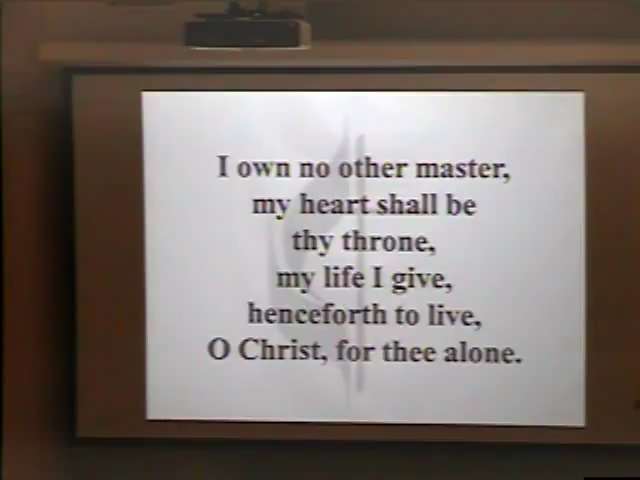 I own no other master,
my heart shall be
thy throne,
my life I give,
henceforth to live,
O Christ, for thee alone.